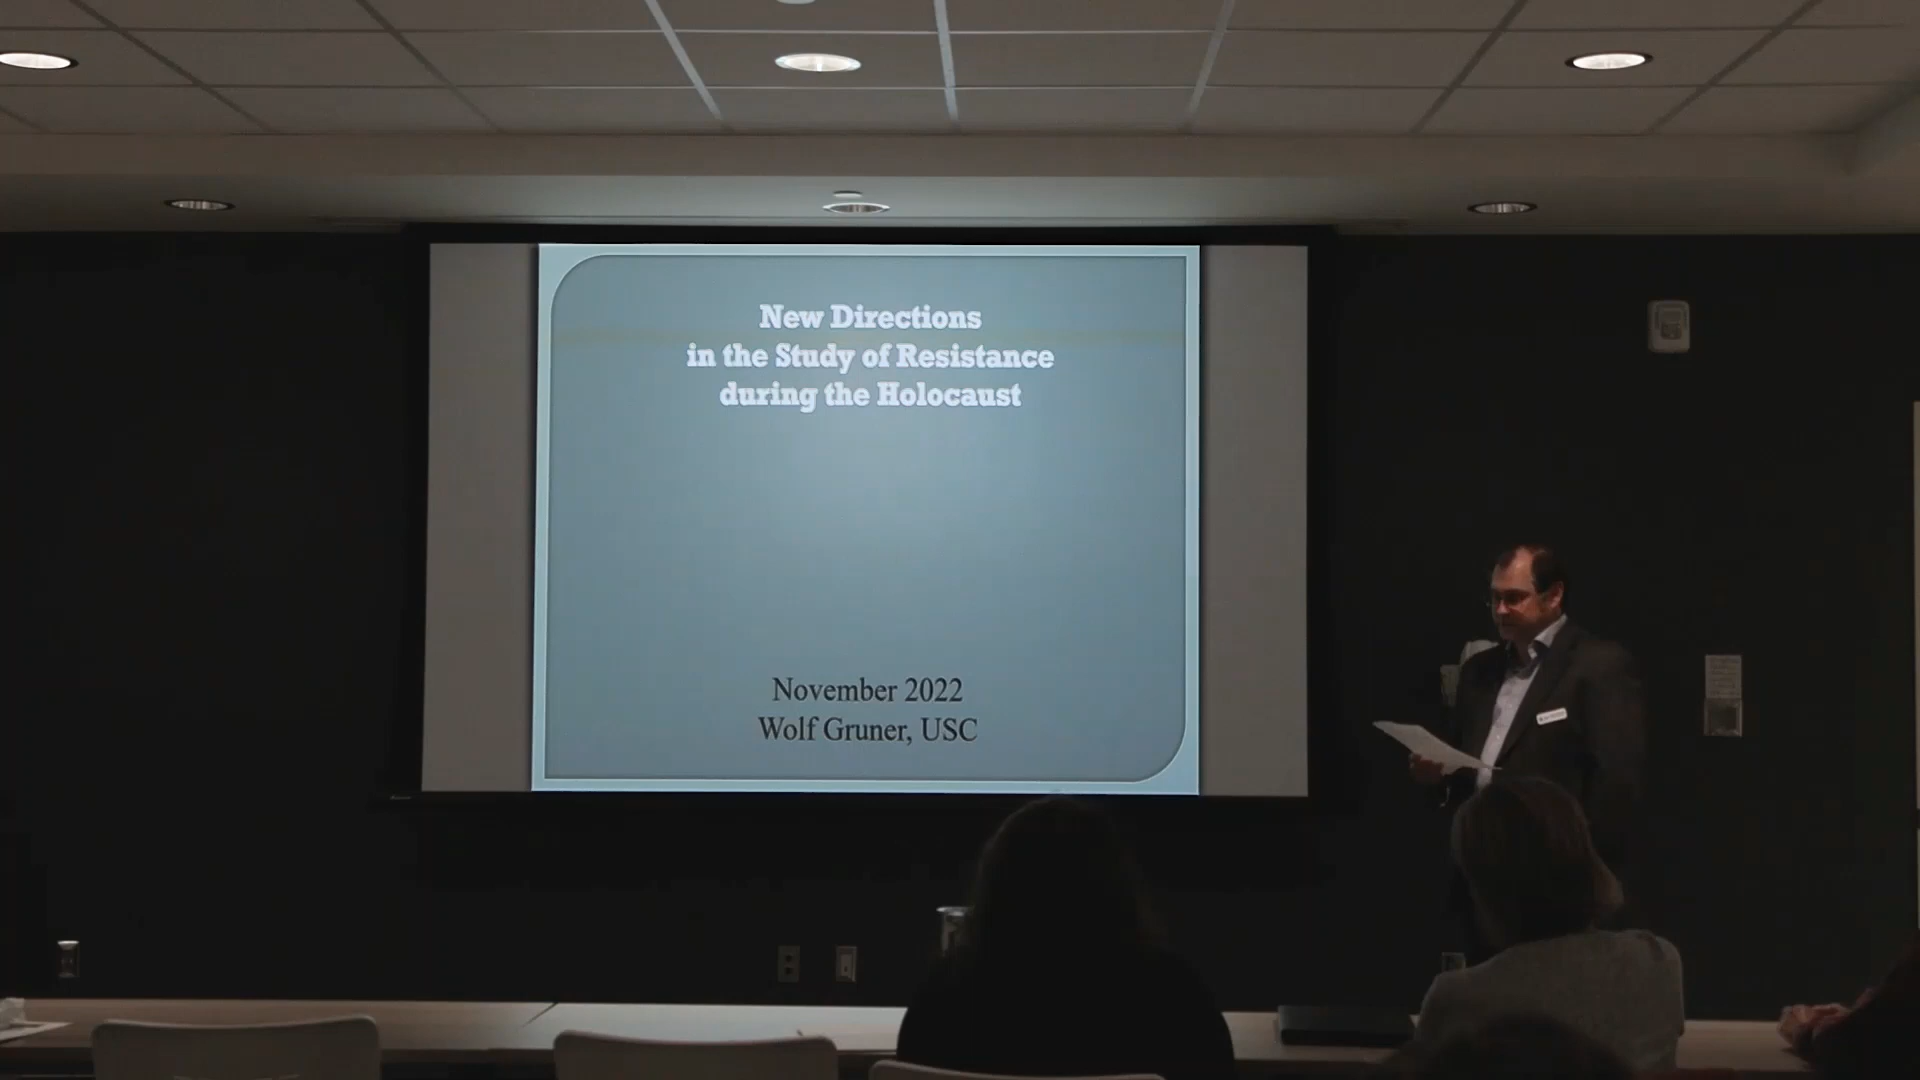 New Directions
in the Study of Resistance
during the Holocaust
November 2022
Wolf Gruner, USC